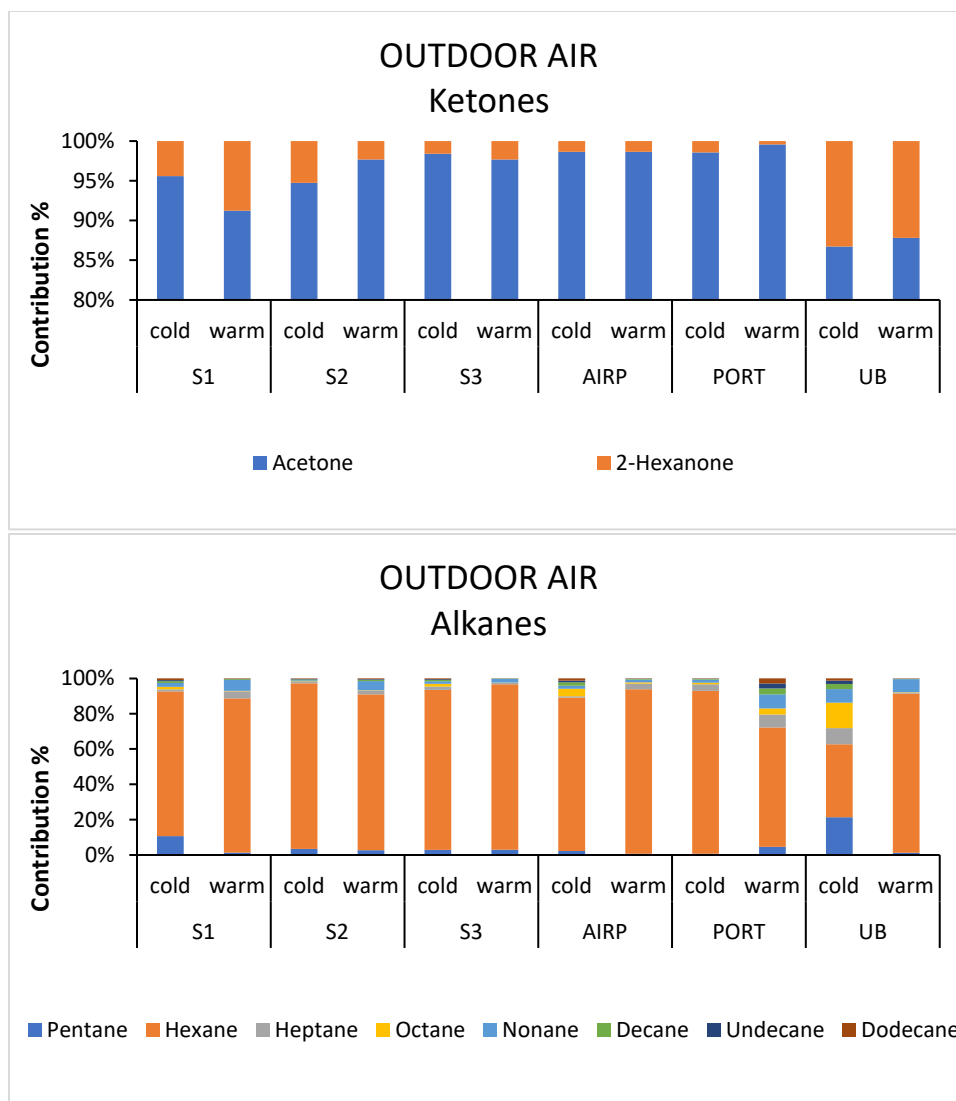 OUTDOOR AIR
Ketones
Contribution %
100%
95%
90%
85%
80%
cold warm cold warm cold warm cold warm cold warm cold warm
S1 S2 S3 AIRP PORT UB
Acetone 2-Hexanone
OUTDOOR AIR
Alkanes
Contribution %
100%
80%
60%
40%
20%
0%
cold warm cold warm cold warm cold warm cold warm cold warm
S1 S2 S3 AIRP PORT UB
Pentane Hexane Heptane Octane Nonane Decane Undecane Dodecane